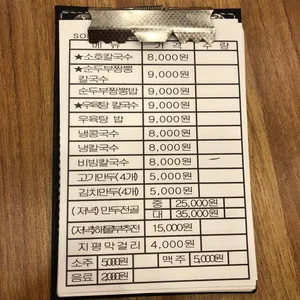 SO
메 뉴 가 격 수 량
★소호칼국수 8,000원
★순두부짬뽕
칼국수 9,000원
순두부짬뽕밥 9,000원
★우육탕 칼국수 9,000원
우육탕 밥 9,000원
냉콩국수 8,000원
냉칼국수 8,000원
비빔칼국수 8,000원
고기만두(4개) 5,000원
김치만두(4개) 5,000원
(저녁) 만두전골 중 25,000원
대 35,000원
(저녁)해물부추전 15,000원
지 평 막 걸 리 4,000원
소주 5,000원 맥 주 5,000원
음료 2,000원